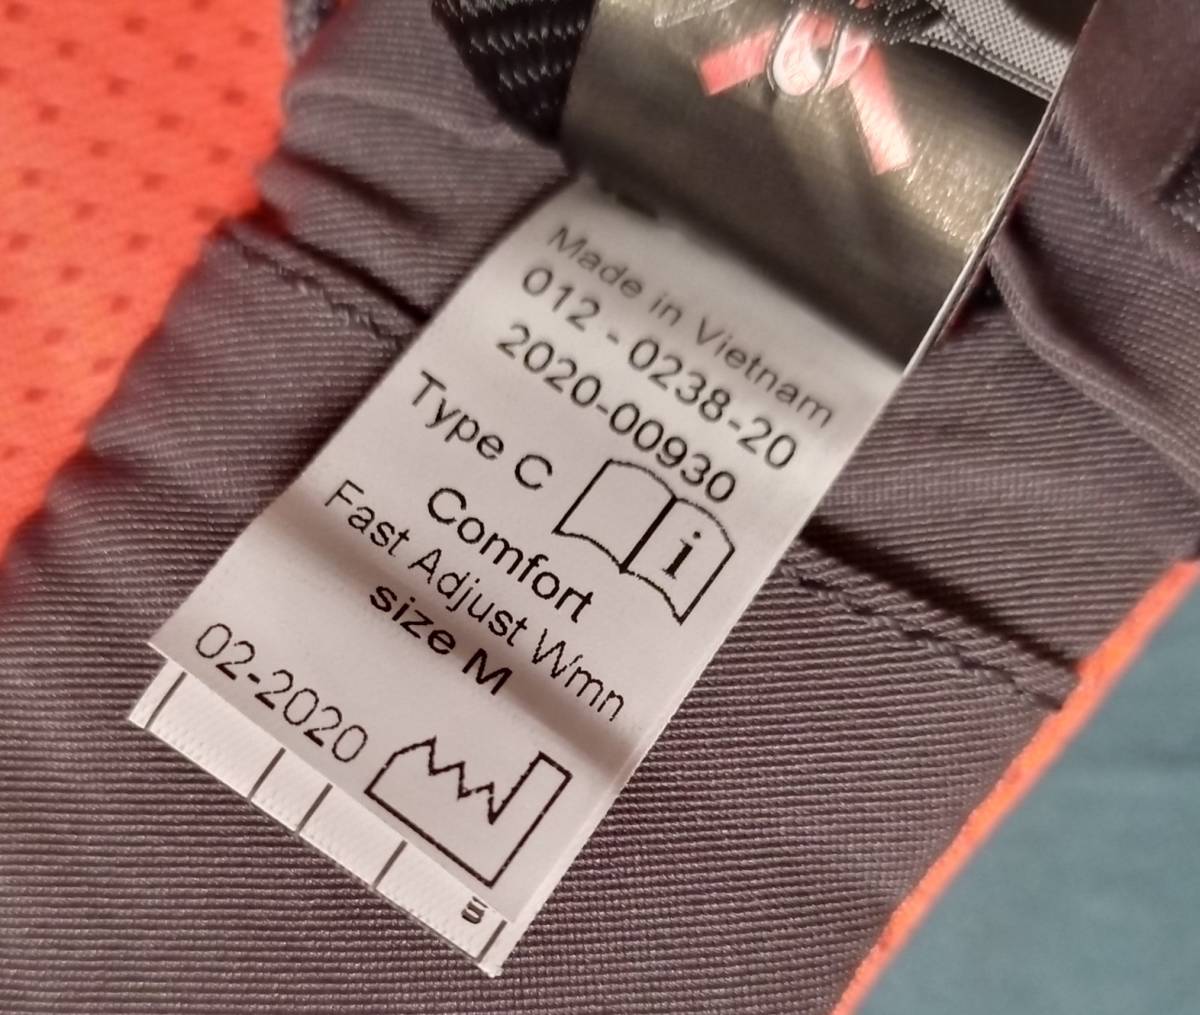 Made in Vietnam
012 - 0238-20
2020-00930
Type C
i
Comfort
Fast Adjust Wmn
size M
02-2020